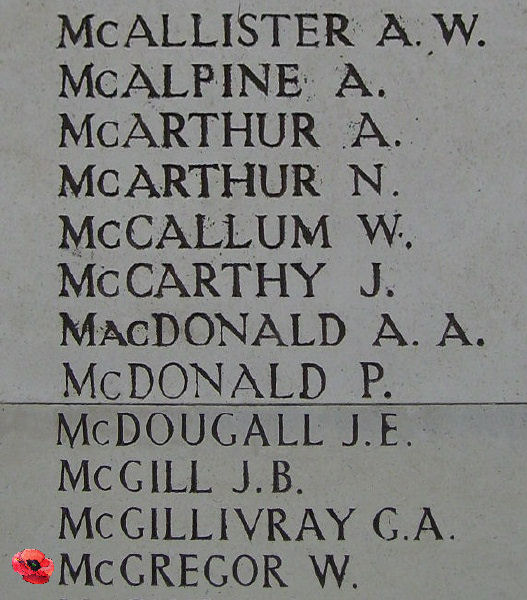 McALLISTER A. W.
McALPINE A.
McARTHUR A.
McARTHUR N.
McCALLUM W.
McCARTHY J.
MacDONALD A. A.
McDONALD P.
McDOUGALL J.E.
McGILL J.B.
McGILLIVRAY G.A.
McGREGOR W.